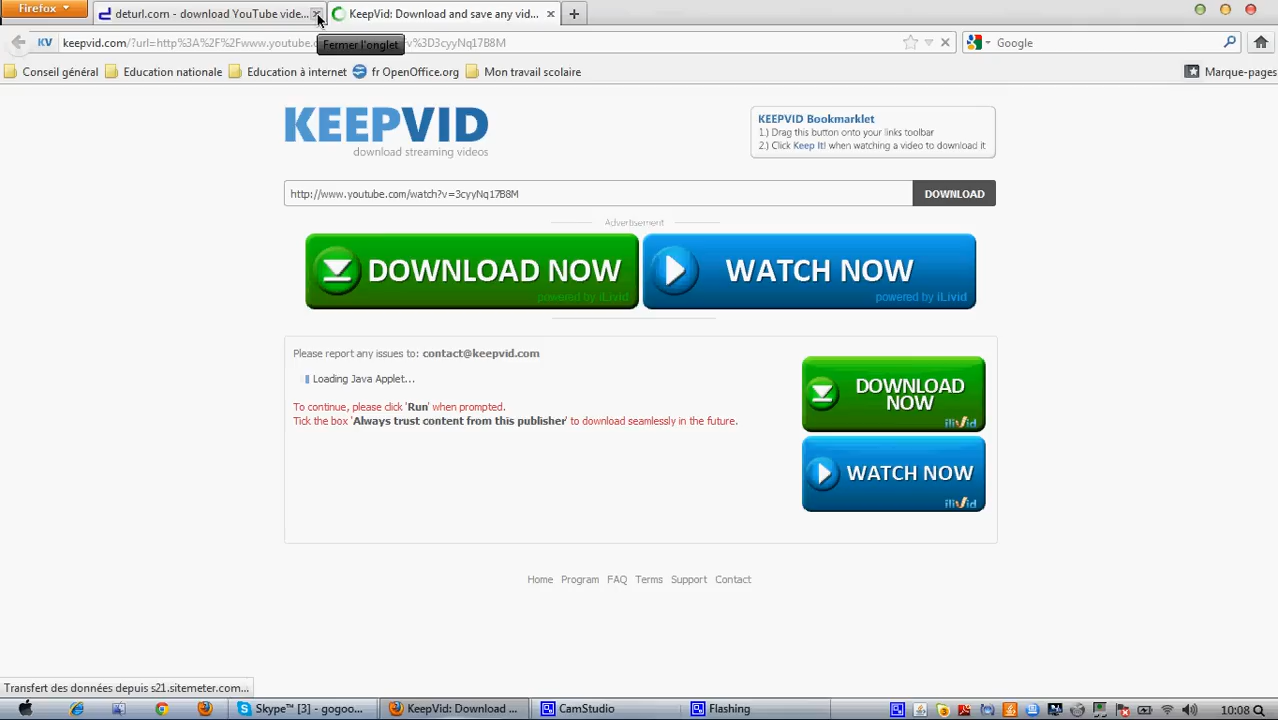 Firefox
deturl.com - download YouTube vide...
KeepVid: Download and save any vid...
KV
keepvid.com/?url=http%3A%2F%2Fwww.youtube.c
v%3D3cyyNq17B8M
Fermer l'onglet
Google
Conseil général
Education nationale
Education à internet
fr OpenOffice.org
Mon travail scolaire
Marque-pages
KEEPVID
download streaming videos
KEEPVID Bookmarklet
1.) Drag this button onto your links toolbar
2.) Click Keep It! when watching a video to download it
http://www.youtube.com/watch?v=3cyyNq17B8M
DOWNLOAD
Advertisement
DOWNLOAD NOW
powered by iLivid
WATCH NOW
powered by iLivid
Please report any issues to: contact@keepvid.com
Loading Java Applet...
To continue, please click 'Run' when prompted.
Tick the box 'Always trust content from this publisher' to download seamlessly in the future.
DOWNLOAD
NOW
ilivid
WATCH NOW
ilivid
Home Program FAQ Terms Support Contact
Transfert des données depuis s21.sitemeter.com...
Skype™ [3] - gogoo...
KeepVid: Download ...
CamStudio
Flashing
10:08